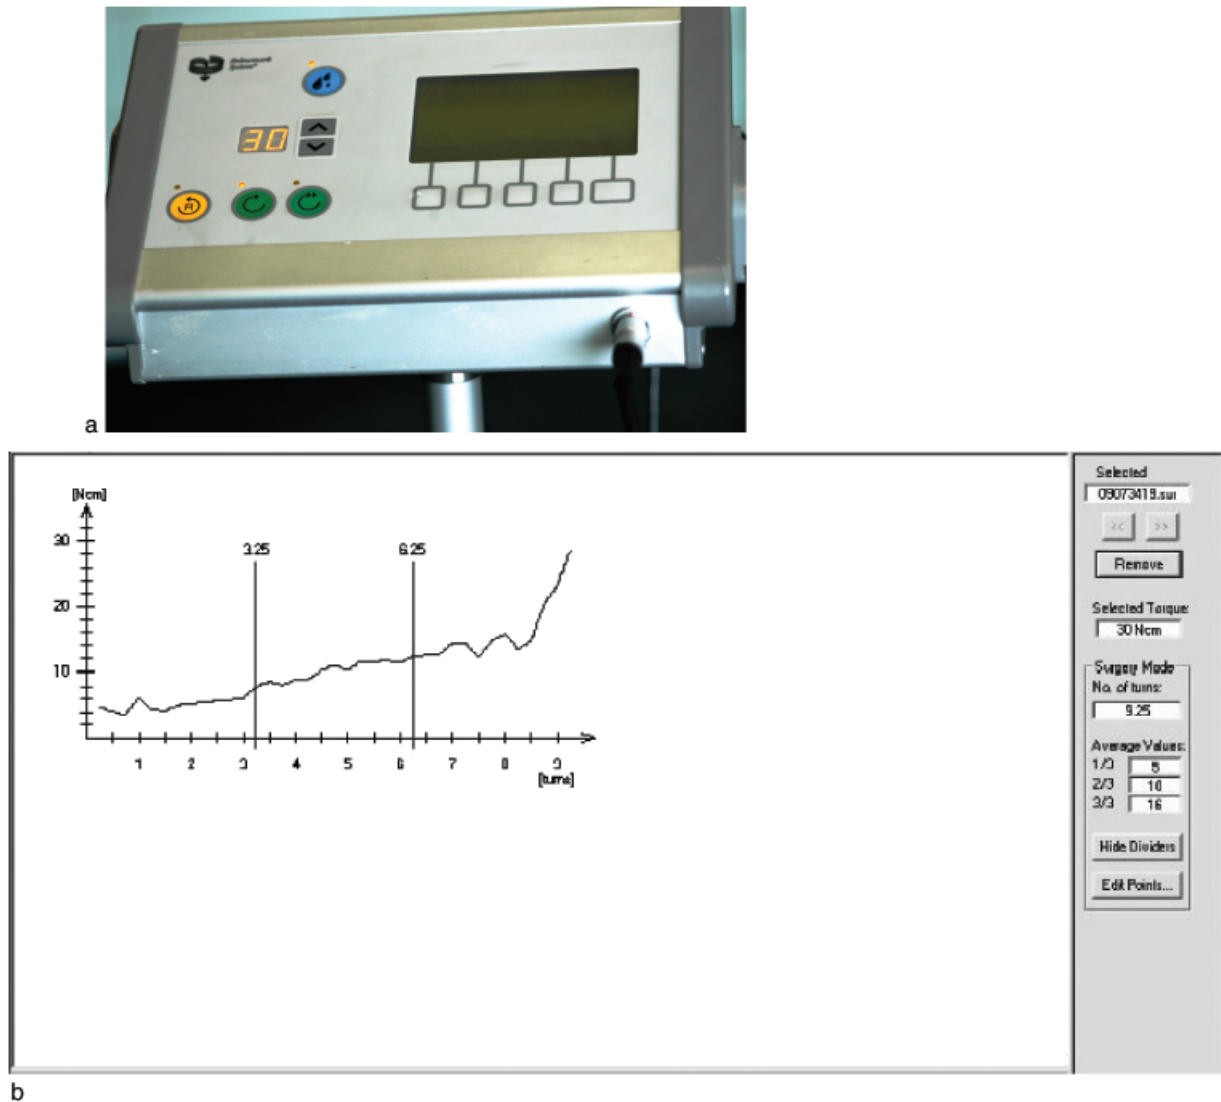 30
a
[Ncm]
30
20
10
3.25
6.25
1 2 3 4 5 6 7 8 9
[turns]
Selected
09073419.sur
<< >>
Remove
Selected Torque:
30 Ncm
Surgery Mode
No. of turns:
9.25
Average Values:
1/3 5
2/3 10
3/3 16
Hide Dividers
Edit Points...
b